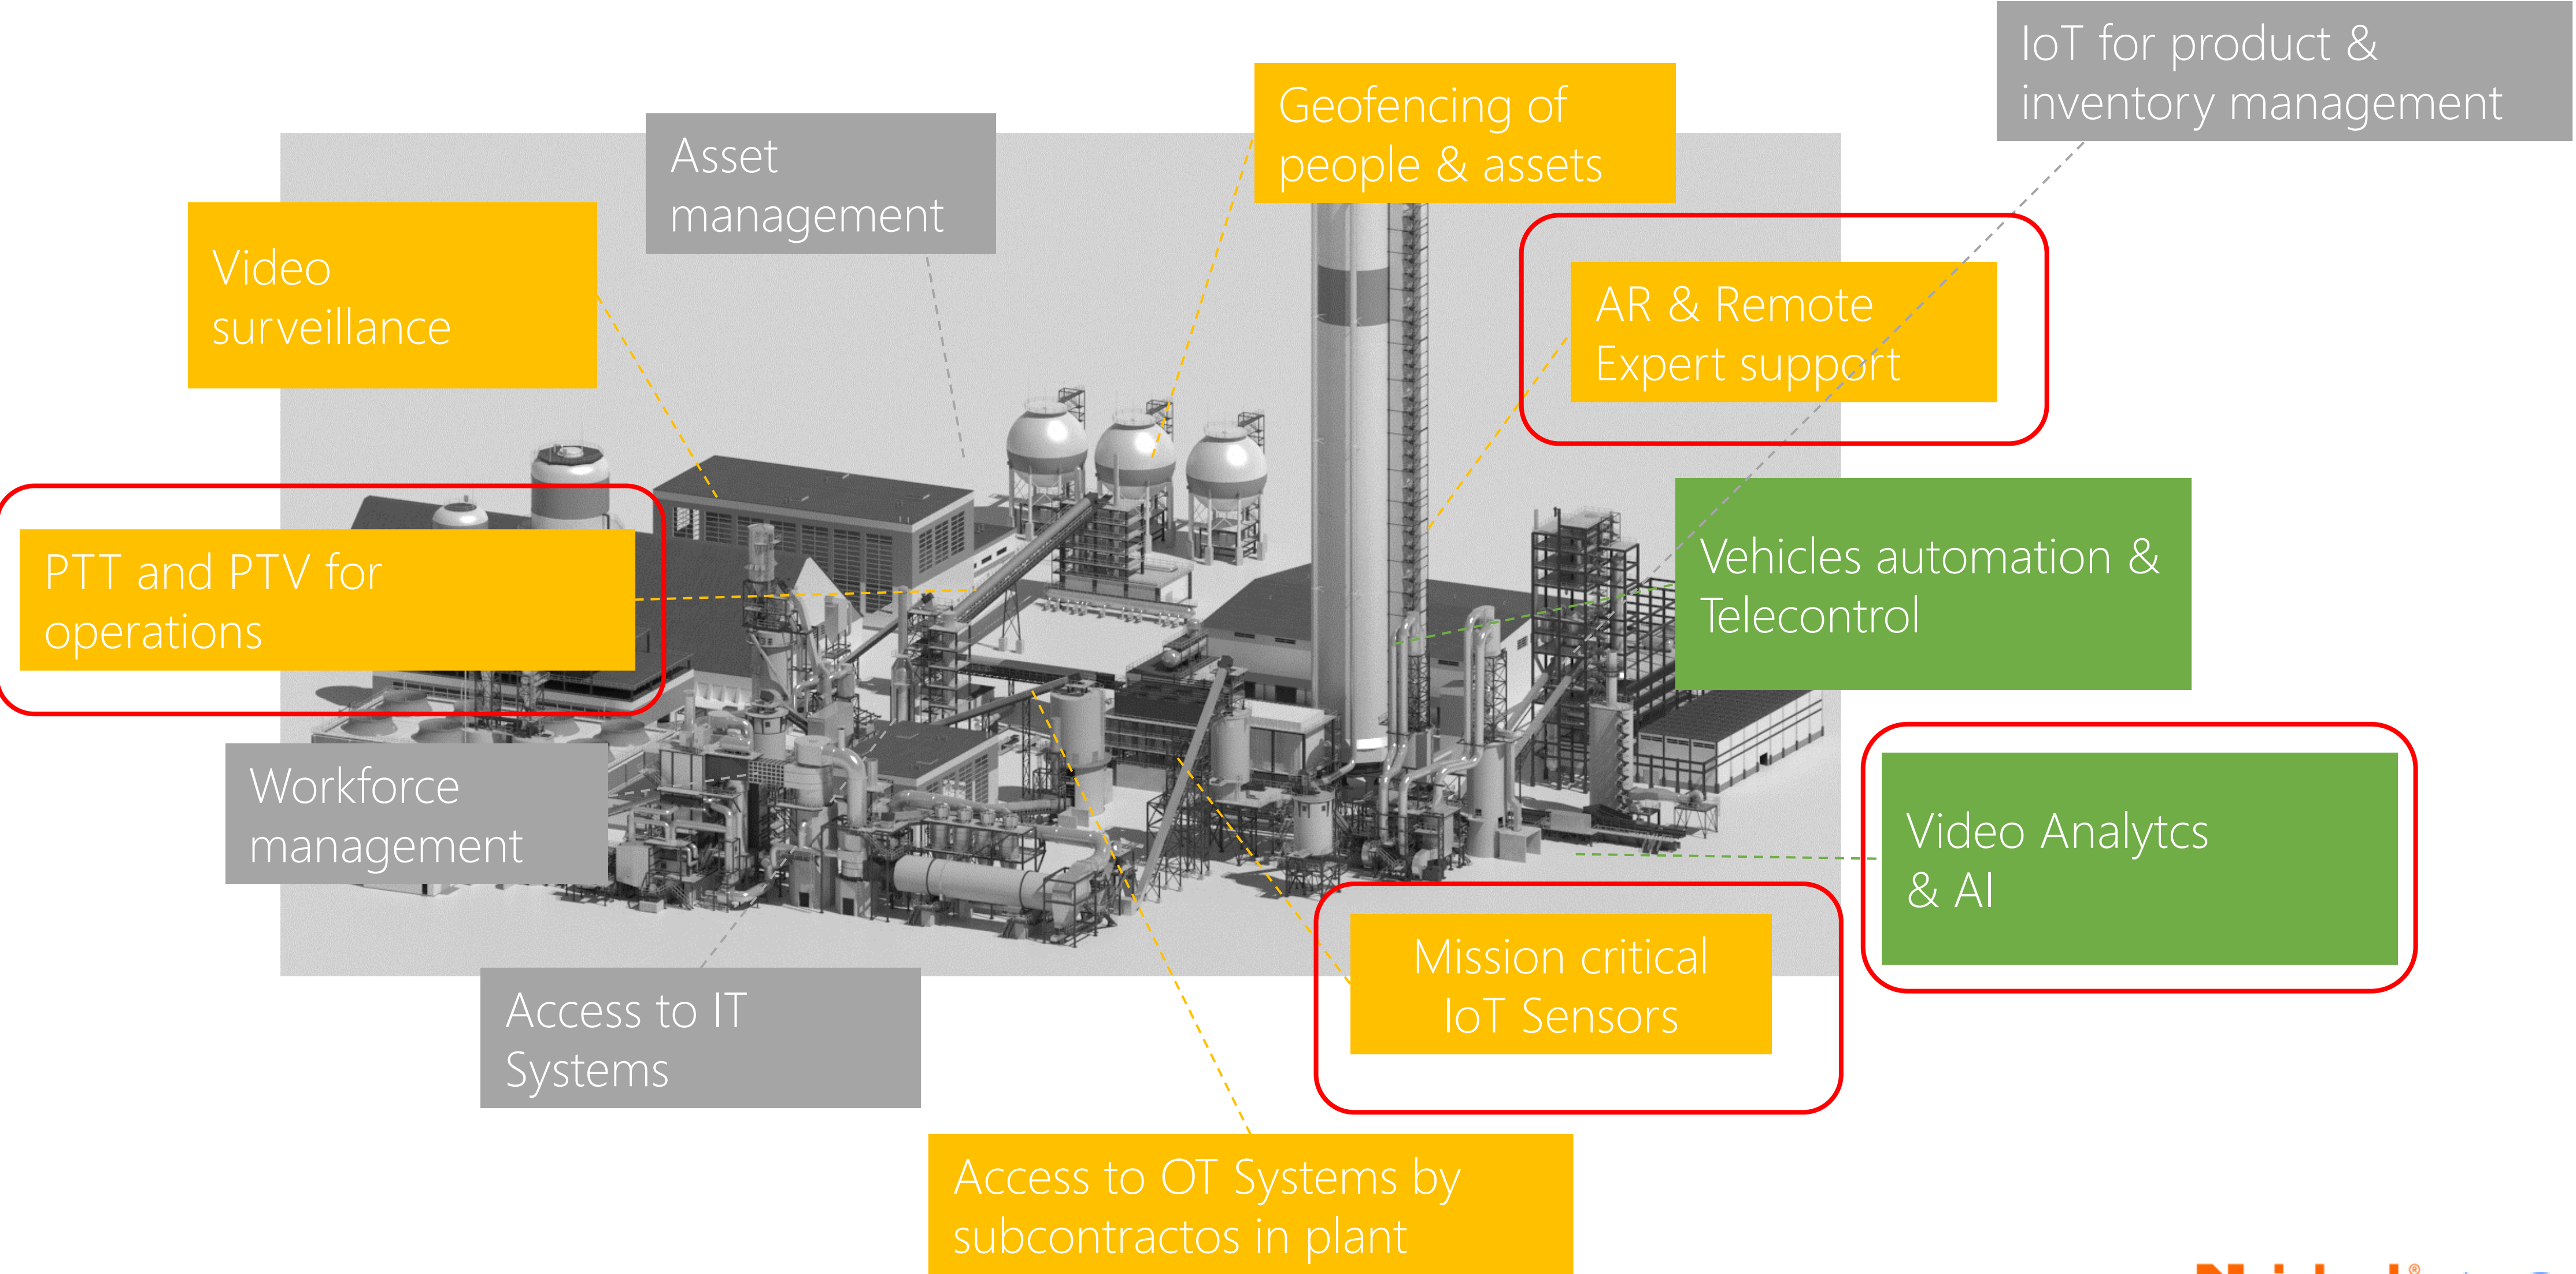 IoT for product &
inventory management
Geofencing of
people & assets
Asset
management
Video
surveillance
AR & Remote
Expert support
PTT and PTV for
operations
Vehicles automation &
Telecontrol
Workforce
management
Video Analytcs
& AI
Mission critical
IoT Sensors
Access to IT
Systems
Access to OT Systems by
subcontractos in plant